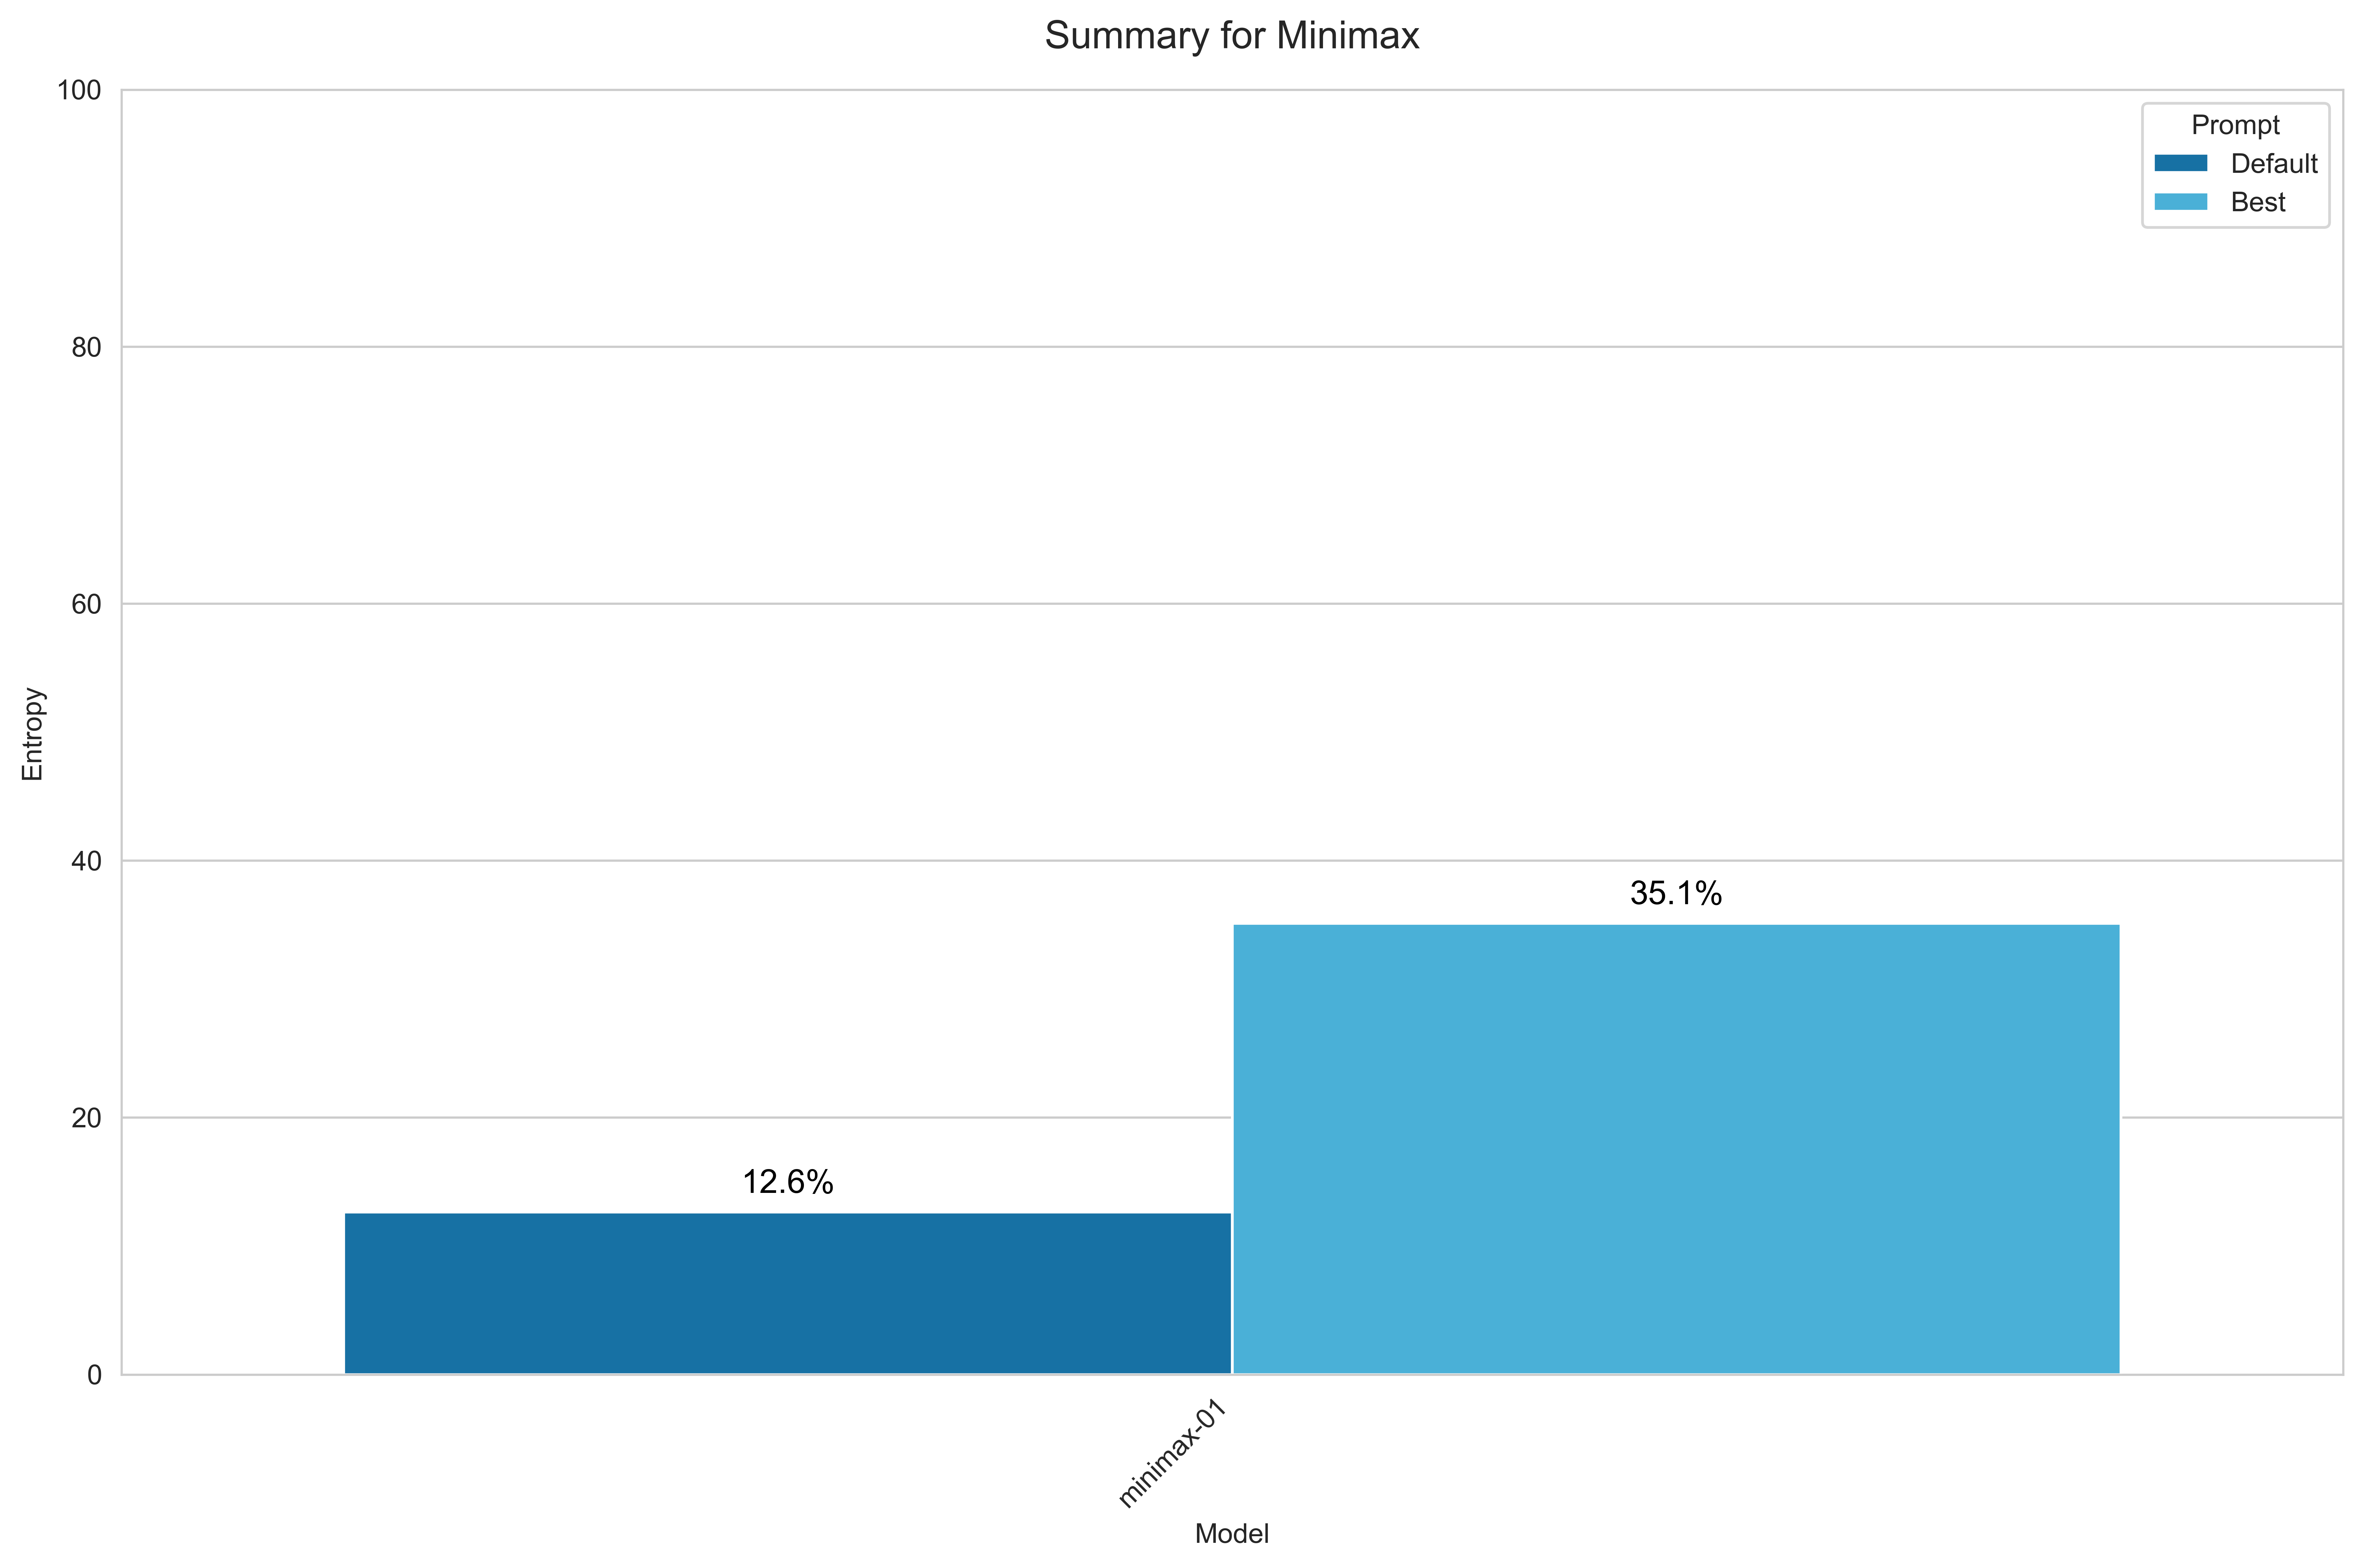 Summary for Minimax
100
80
60
40
20
0
Entropy
Prompt
Default
Best
12.6%
35.1%
minimax-01
Model